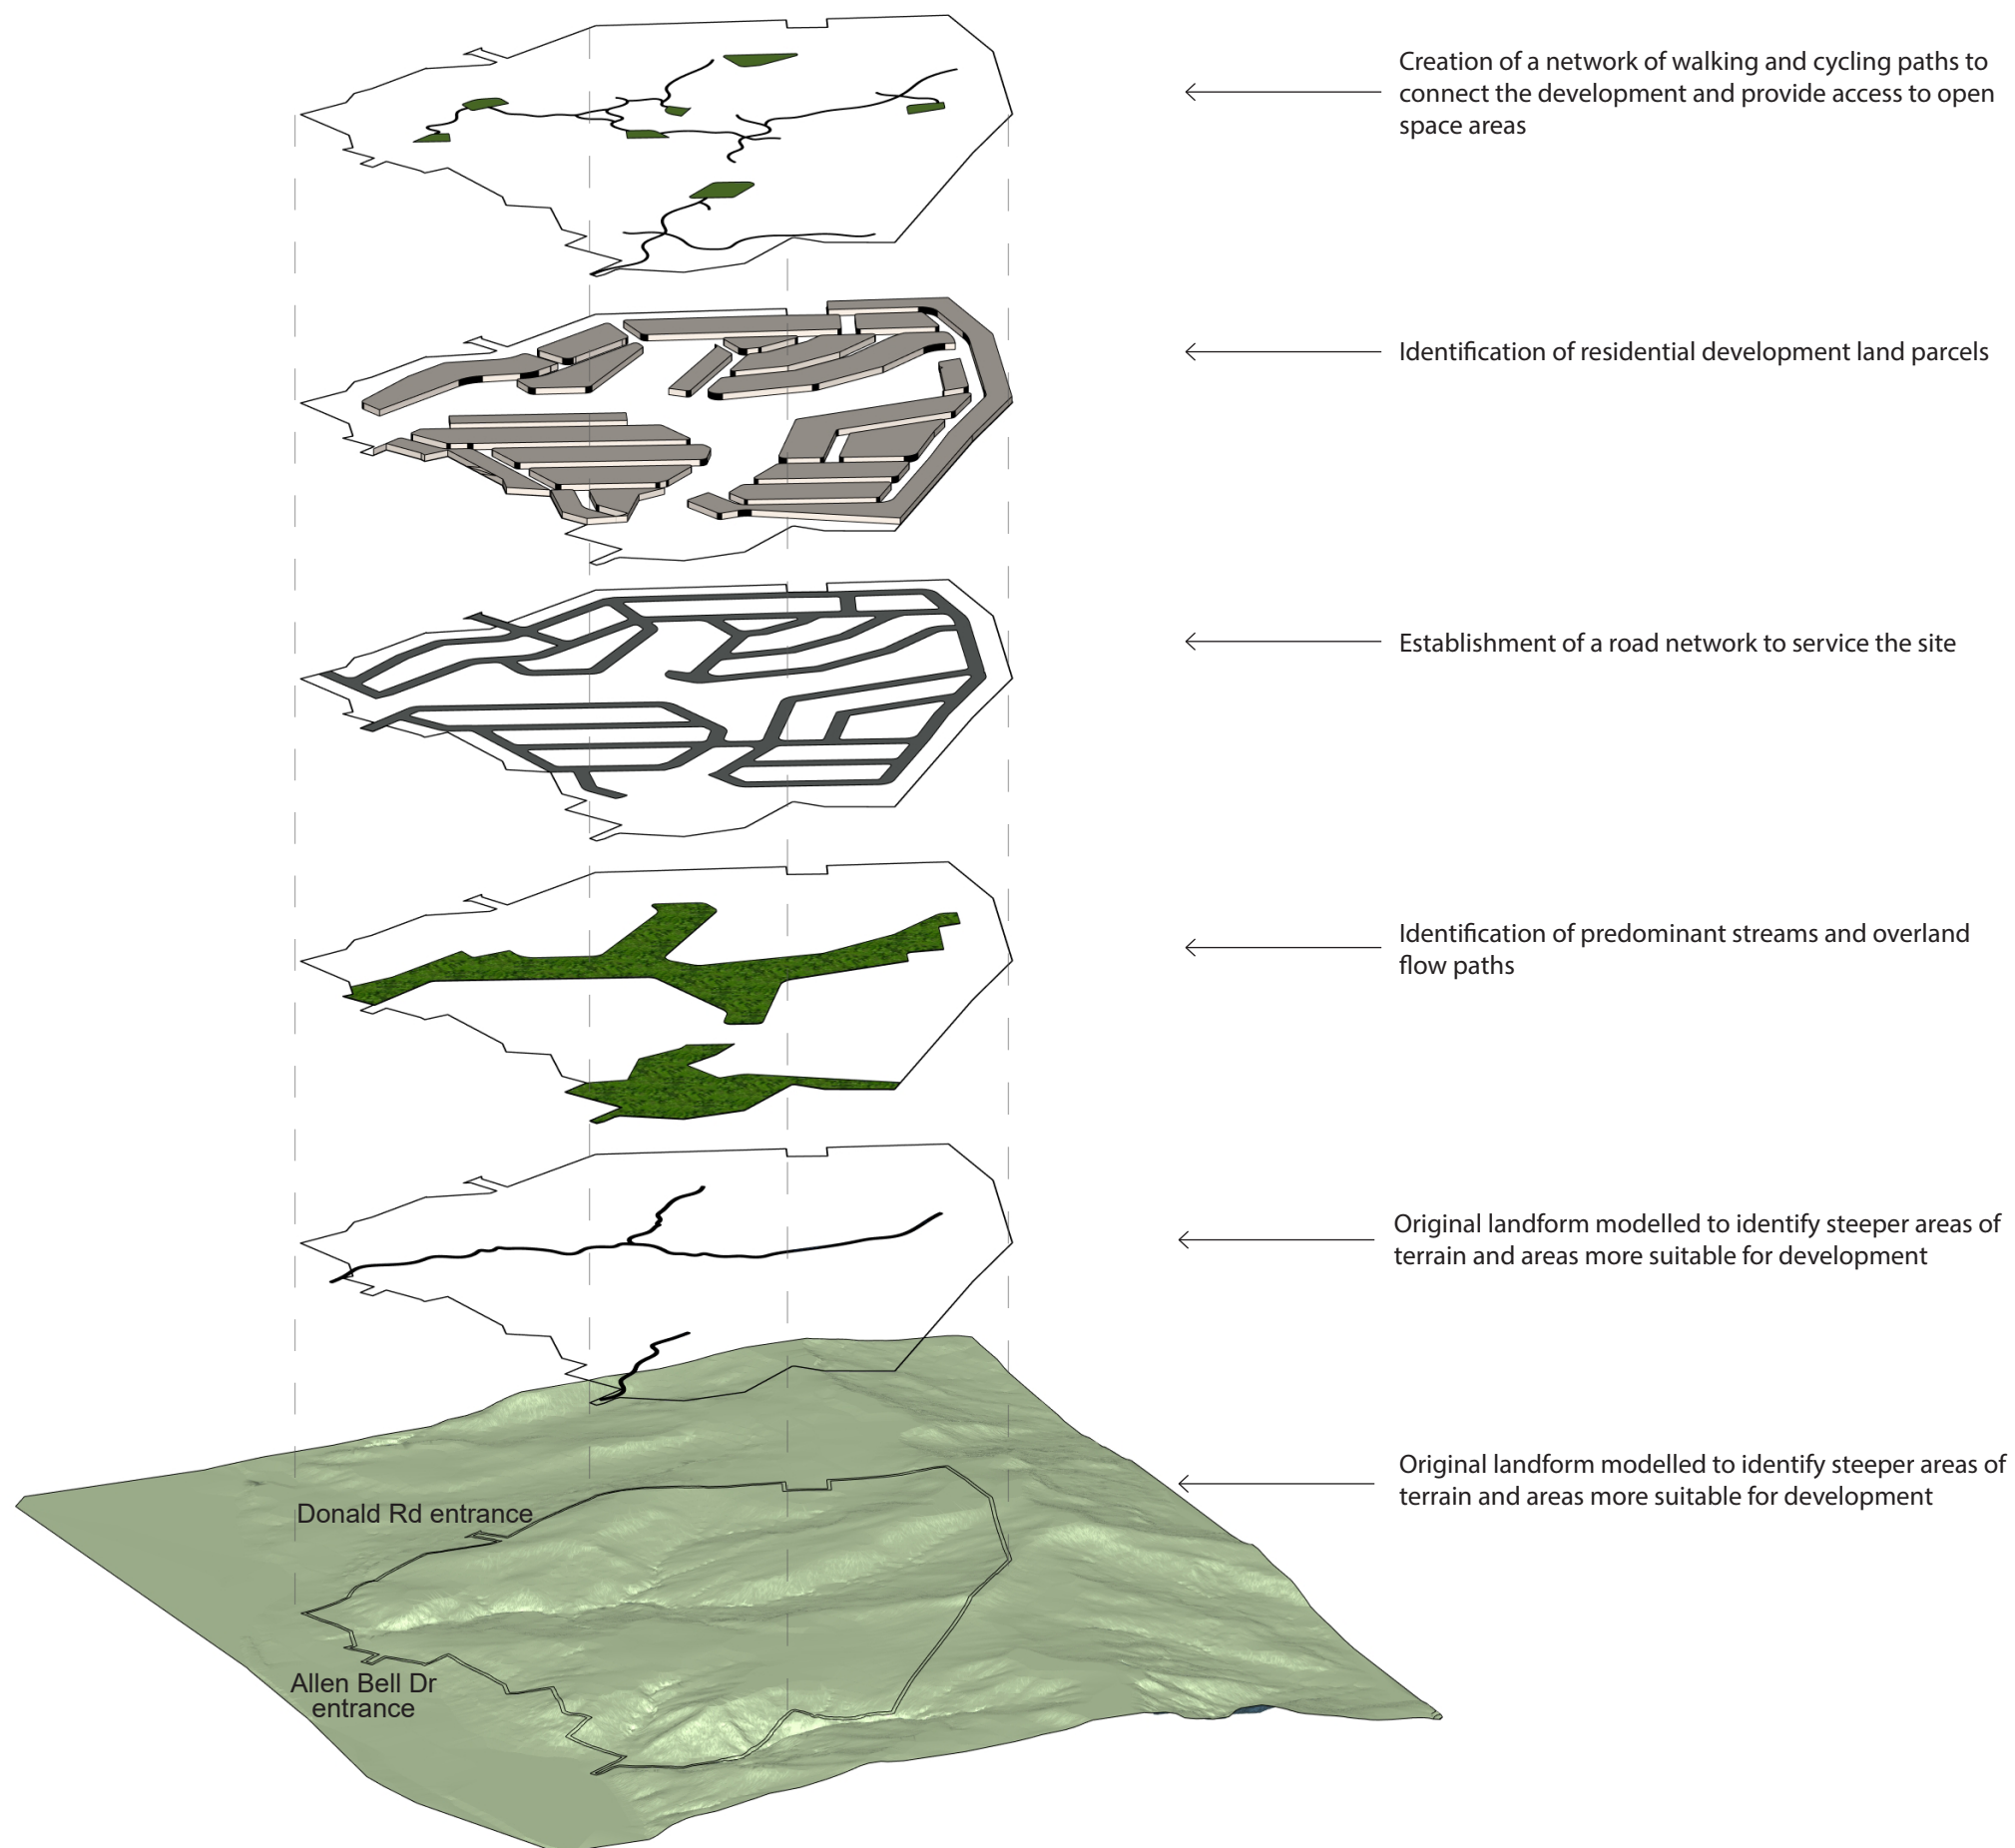 Creation of a network of walking and cycling paths to
connect the development and provide access to open
space areas
Identification of residential development land parcels
Establishment of a road network to service the site
Identification of predominant streams and overland
flow paths
Original landform modelled to identify steeper areas of
terrain and areas more suitable for development
Original landform modelled to identify steeper areas of
terrain and areas more suitable for development
Donald Rd entrance
Allen Bell Dr
entrance